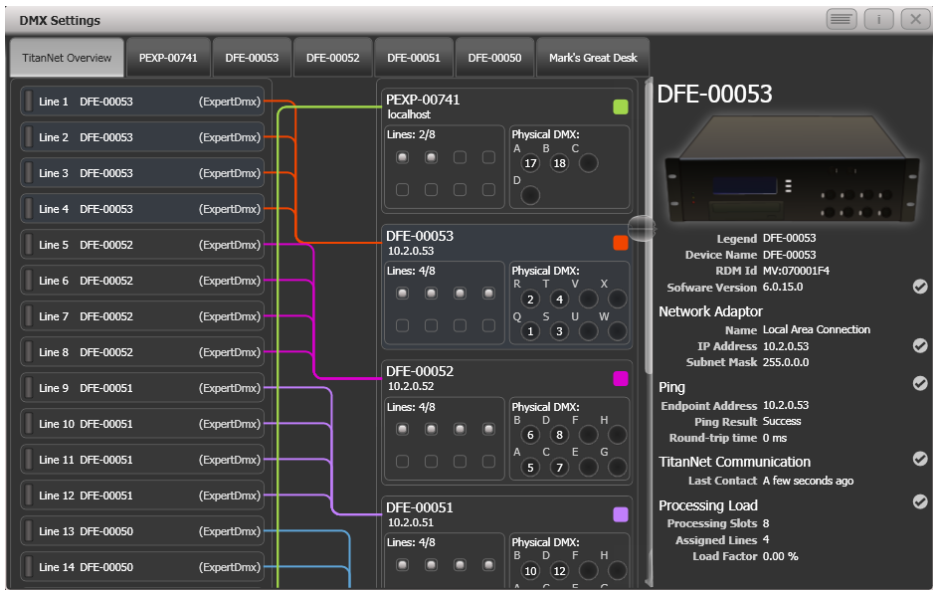 DMX Settings
i
TitanNet Overview
PEXP-00741
DFE-00053
DFE-00052
DFE-00051
DFE-00050
Mark's Great Desk
Line 1 DFE-00053 (ExpertDmx)
Line 2 DFE-00053 (ExpertDmx)
Line 3 DFE-00053 (ExpertDmx)
Line 4 DFE-00053 (ExpertDmx)
Line 5 DFE-00052 (ExpertDmx)
Line 6 DFE-00052 (ExpertDmx)
Line 7 DFE-00052 (ExpertDmx)
Line 8 DFE-00052 (ExpertDmx)
Line 9 DFE-00051 (ExpertDmx)
Line 10 DFE-00051 (ExpertDmx)
Line 11 DFE-00051 (ExpertDmx)
Line 12 DFE-00051 (ExpertDmx)
Line 13 DFE-00050 (ExpertDmx)
Line 14 DFE-00050 (ExpertDmx)
PEXP-00741
localhost
Lines: 2/8
Physical DMX:
A B C
17 18
D
DFE-00053
10.2.0.53
Lines: 4/8
Physical DMX:
R T V X
2 4
Q S U W
1 3
DFE-00052
10.2.0.52
Lines: 4/8
Physical DMX:
B D F H
6 8
A C E G
5 7
DFE-00051
10.2.0.51
Lines: 4/8
Physical DMX:
B D F H
10 12
A C E G
DFE-00053
Legend DFE-00053
Device Name DFE-00053
RDM Id MV:070001F4
Sofware Version 6.0.15.0
Network Adaptor
Name Local Area Connection
IP Address 10.2.0.53
Subnet Mask 255.0.0.0
Ping
Endpoint Address 10.2.0.53
Ping Result Success
Round-trip time 0 ms
TitanNet Communication
Last Contact A few seconds ago
Processing Load
Processing Slots 8
Assigned Lines 4
Load Factor 0.00 %